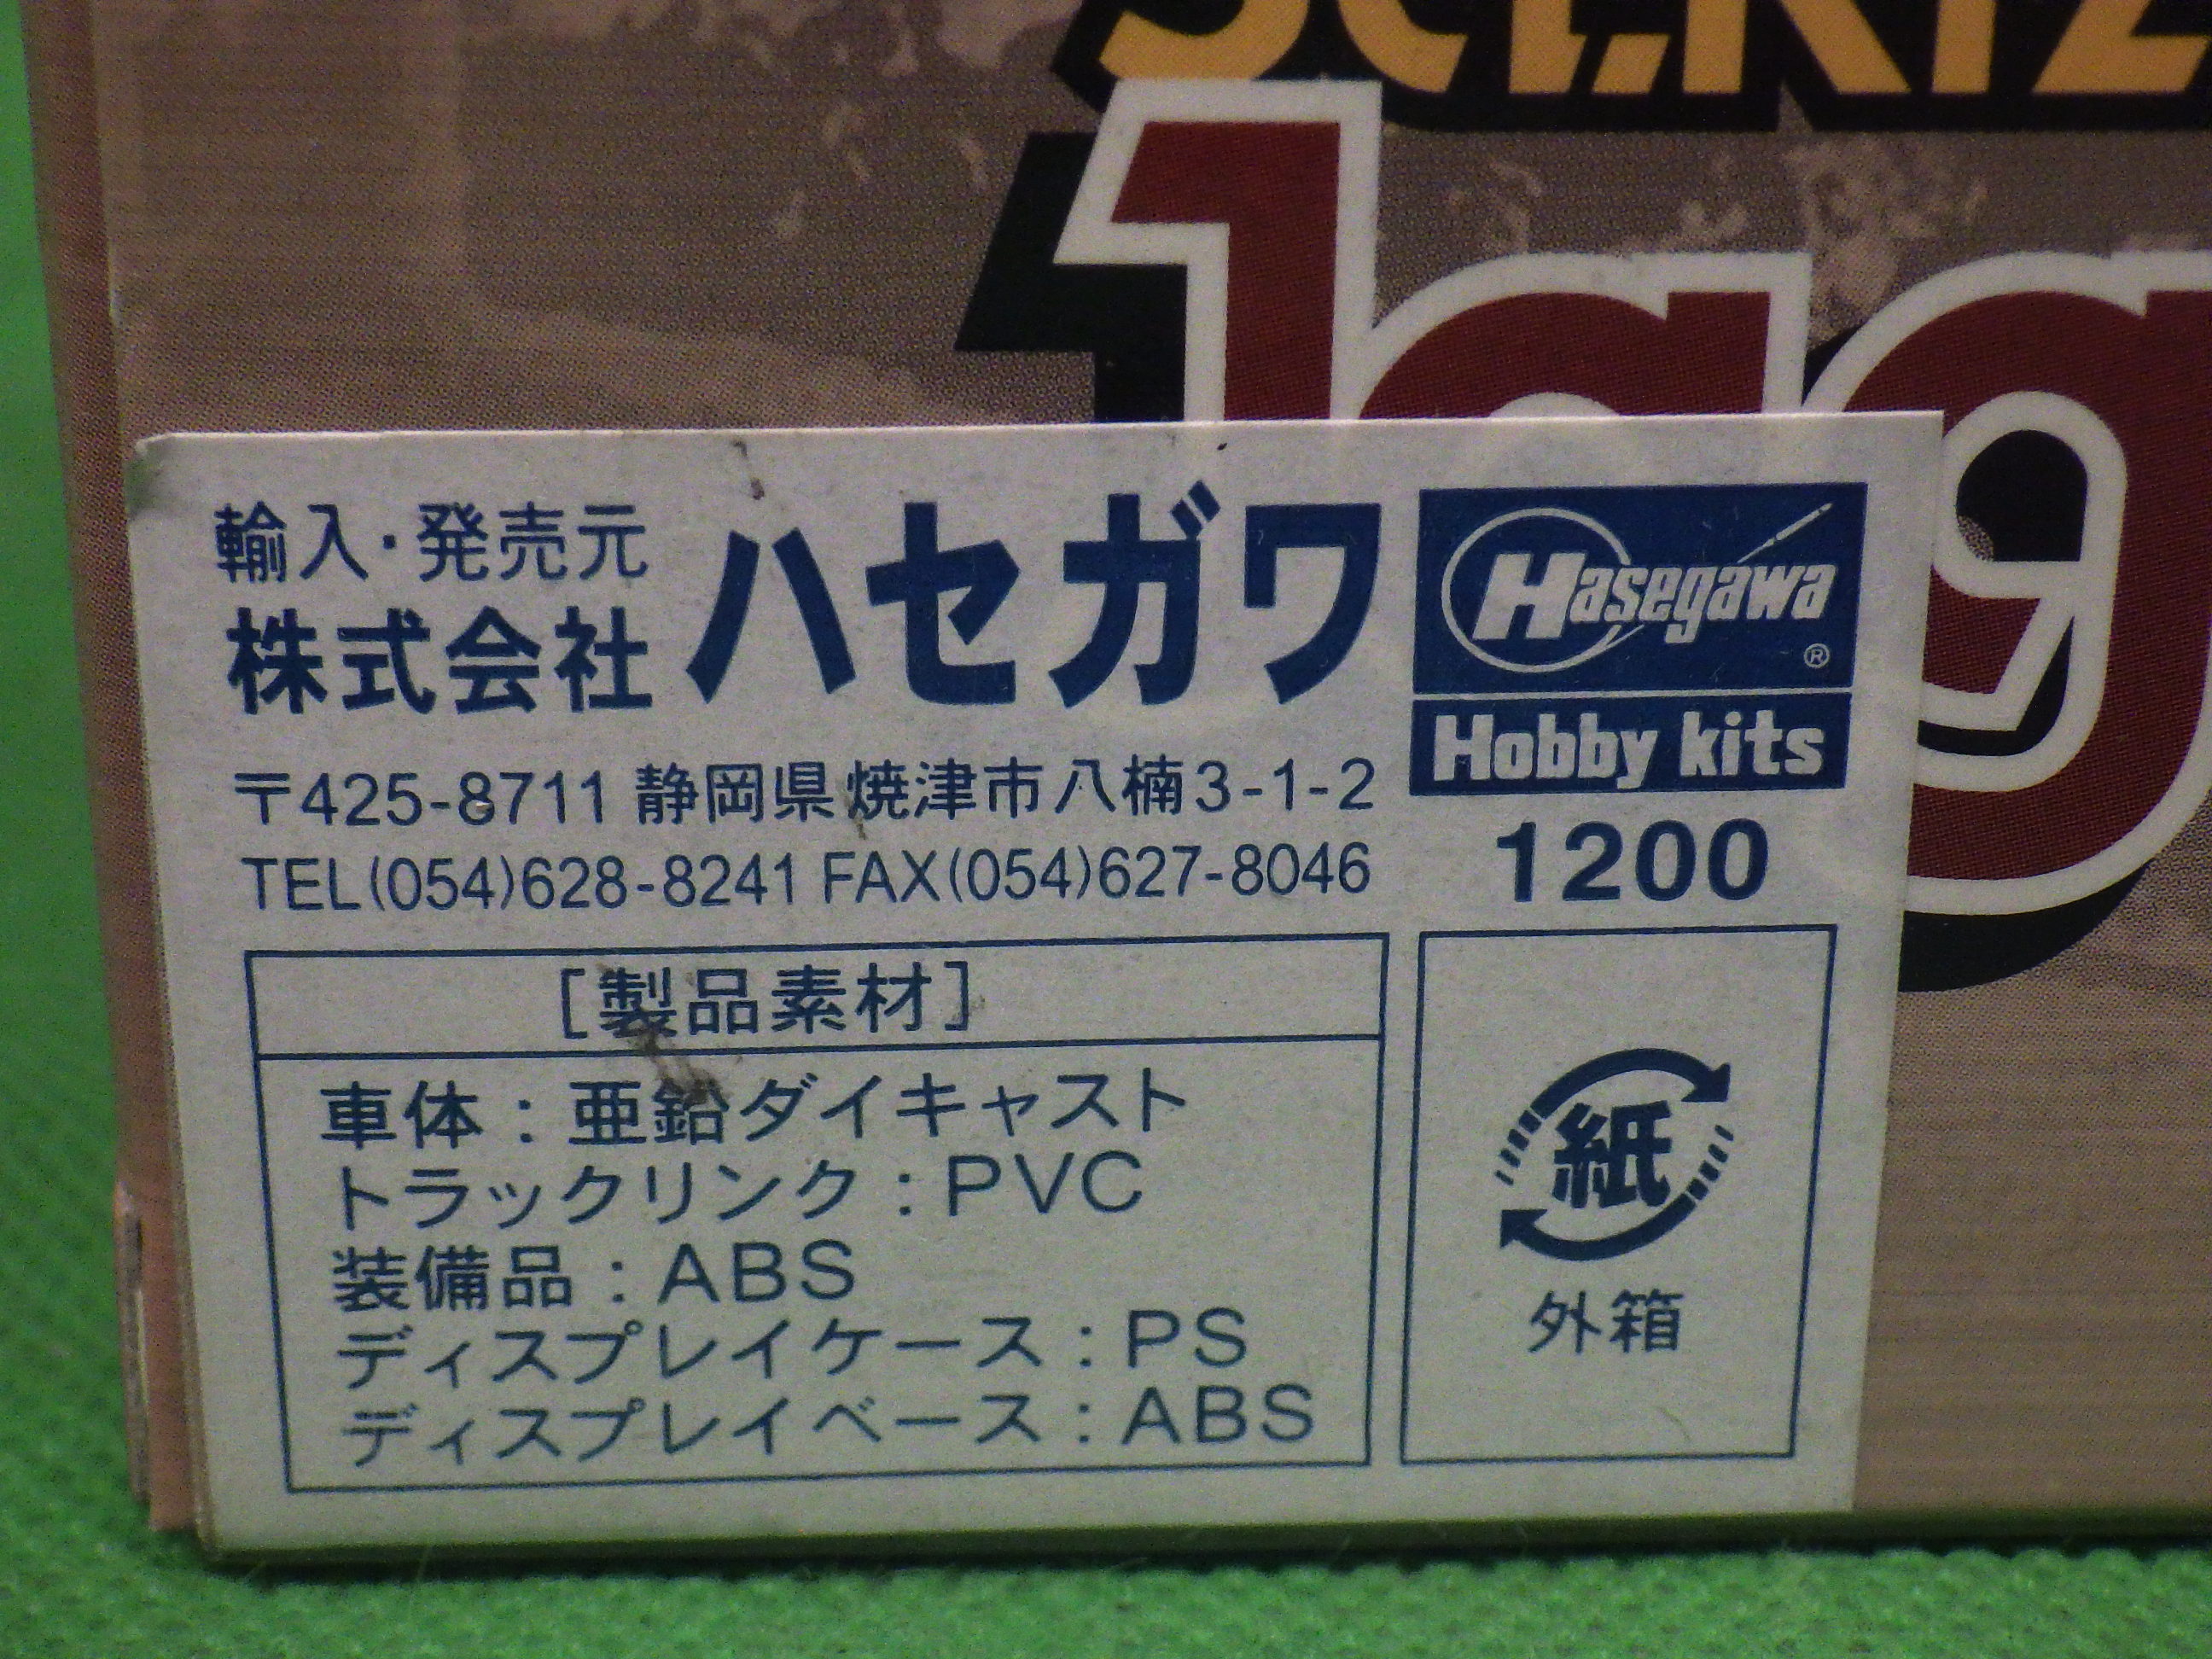 輸入・発売元
株式会社 ハセガワ
Hasegawa
®
Hobby kits
〒425-8711 静岡県焼津市八楠3-1-2
TEL(054)628-8241 FAX(054)627-8046
1200
[製品素材]
車体：亜鉛ダイキャスト
トラックリンク：PVC
装備品：ABS
ディスプレイケース：PS
ディスプレイベース：ABS
紙
外箱